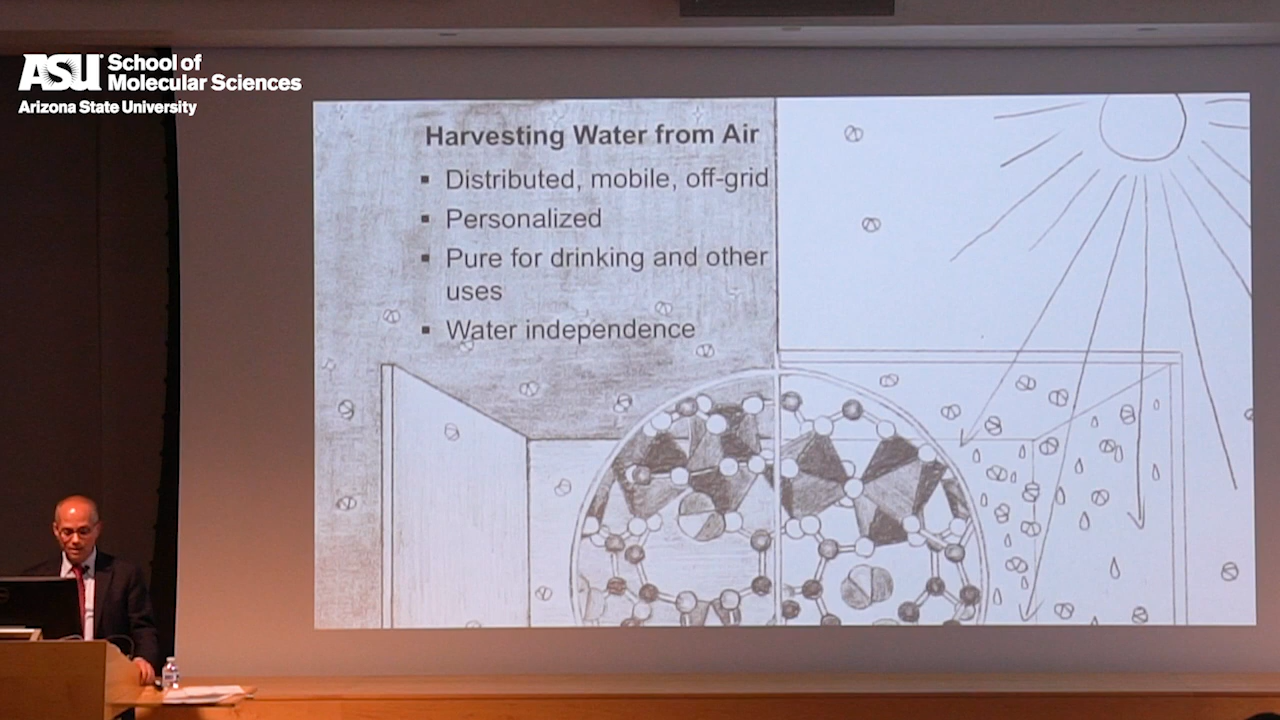 ASU School of
Molecular Sciences
Arizona State University
Harvesting Water from Air
▪ Distributed, mobile, off-grid
▪ Personalized
▪ Pure for drinking and other
uses
▪ Water independence